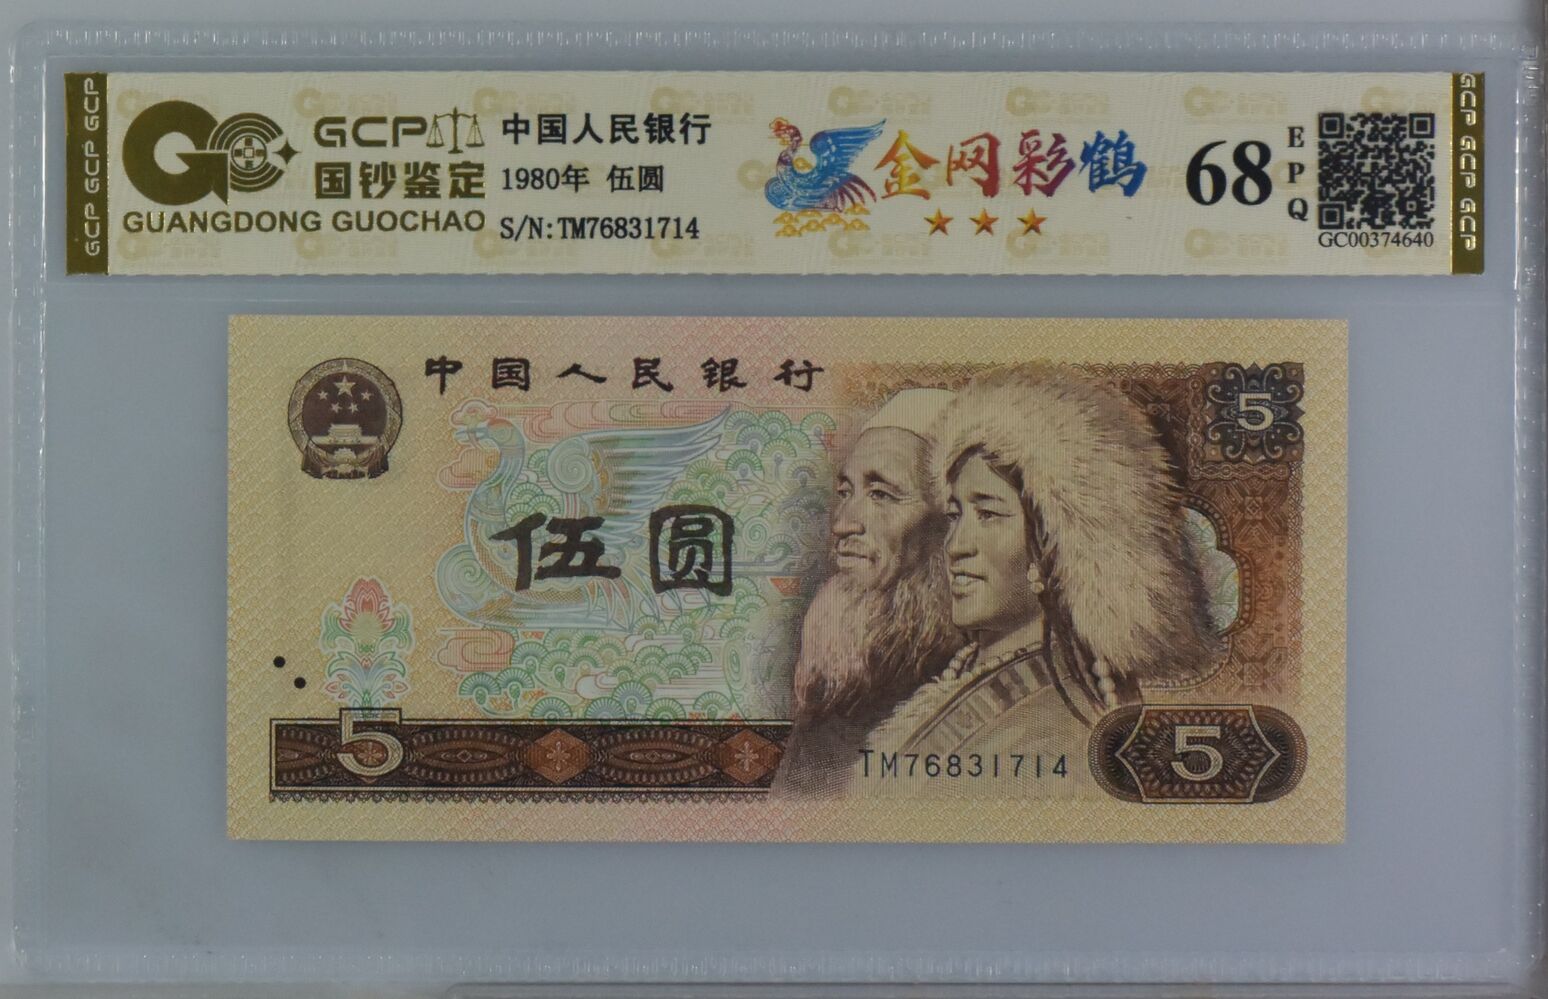 GCP GCP GCP
GCP
国钞鉴定
GUANGDONG GUOCHAO
中国人民银行
1980年 伍圆
S/N:TM76831714
金网彩鹤
68
EPQ
GC00374640
GCP GCP GCP
中国人民银行
5
伍圆
5
TM76831714
5